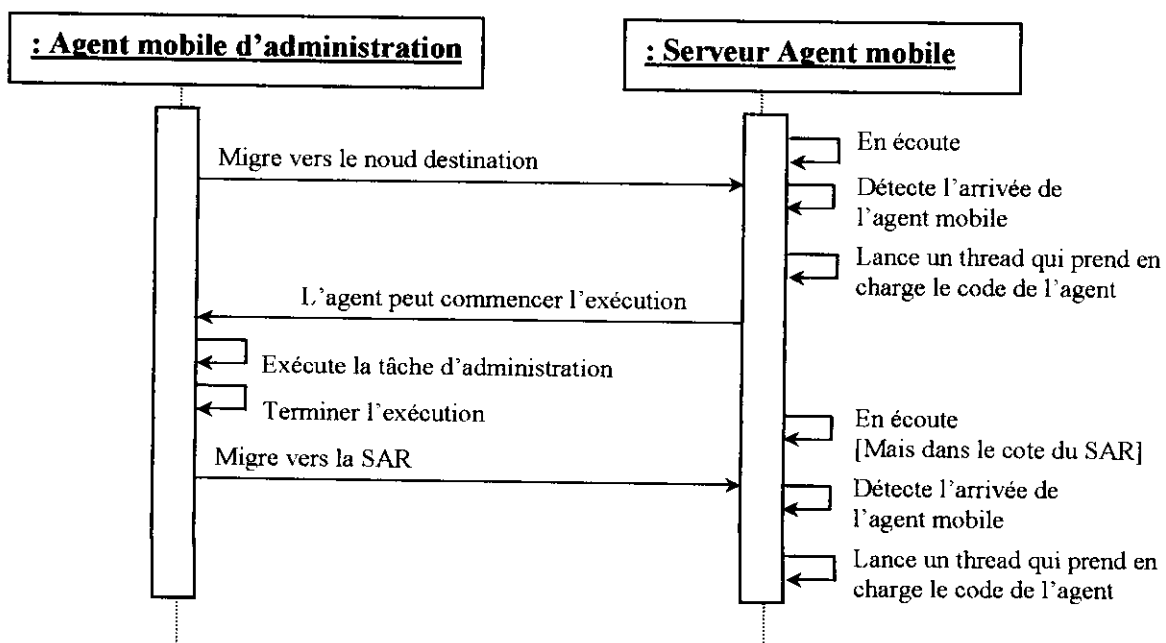 : Agent mobile d'administration
: Serveur Agent mobile
En écoute
Migre vers le noud destination
Détecte l'arrivée de
l'agent mobile
Lance un thread qui prend en
charge le code de l'agent
L'agent peut commencer l'exécution
Exécute la tâche d'administration
Terminer l'exécution
En écoute
[Mais dans le cote du SAR]
Migre vers la SAR
Détecte l'arrivée de
l'agent mobile
Lance un thread qui prend en
charge le code de l'agent